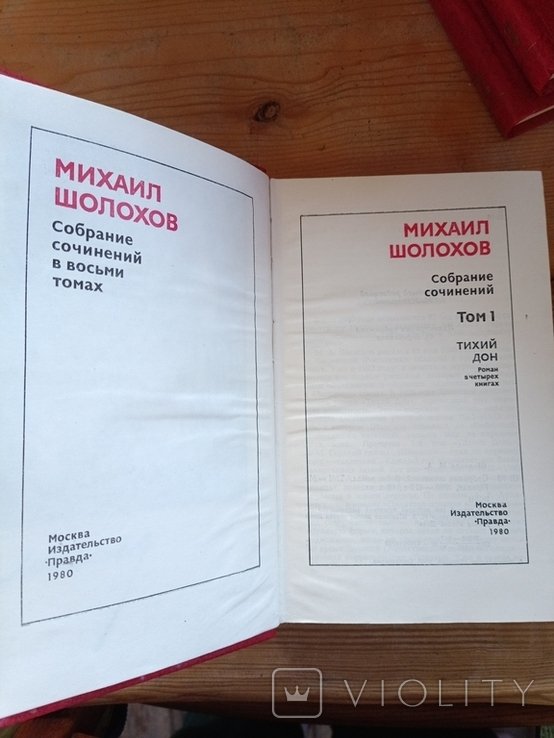 МИХАИЛ
ШОЛОХОВ
Собрание
сочинений
в восьми
томах
Москва
Издательство
«Правда»
1980
МИХАИЛ
ШОЛОХОВ
Собрание
сочинений
Том 1
ТИХИЙ
ДОН
Роман
в четырех
книгах
Москва
Издательство
«Правда»
1980
VIOLITY